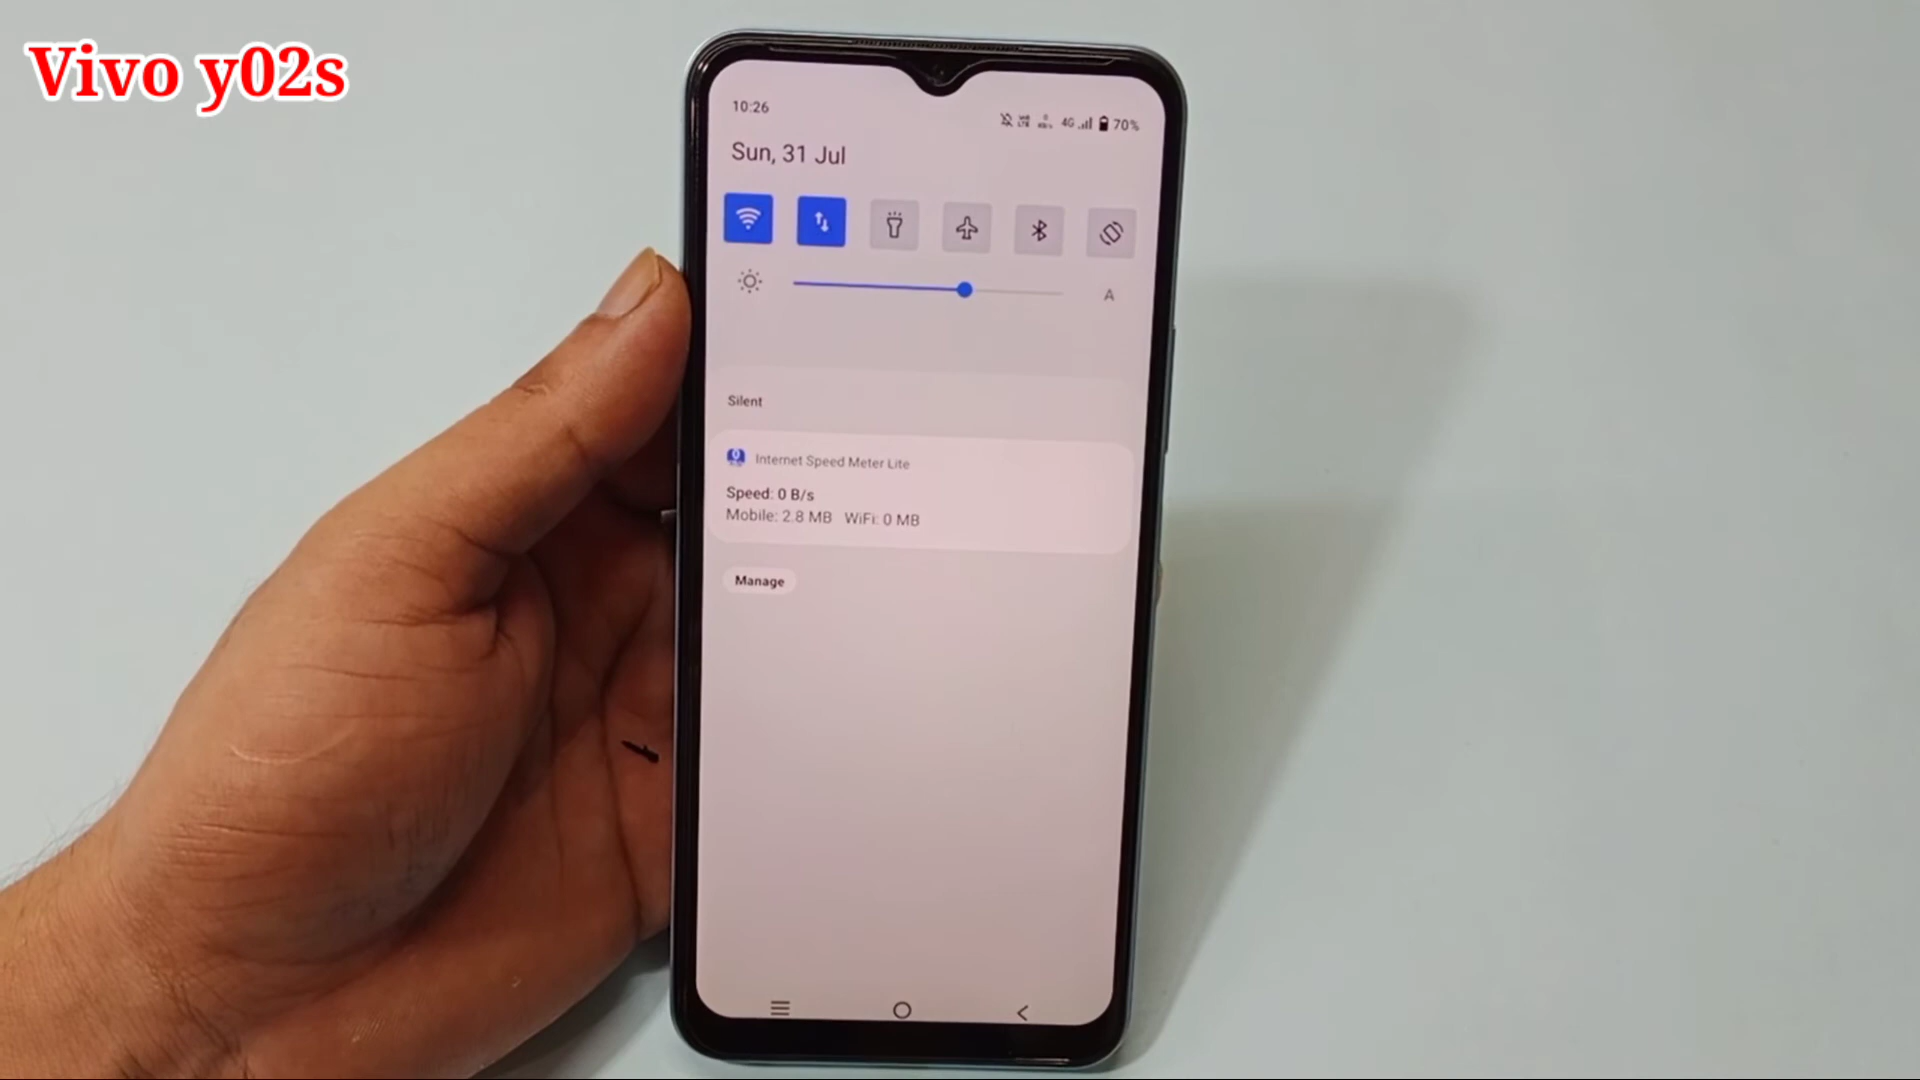 Vivo y02s
10:26
4G 70%
Sun, 31 Jul
A
Silent
Internet Speed Meter Lite
Speed: 0 B/s
Mobile: 2.8 MB WiFi: 0 MB
Manage